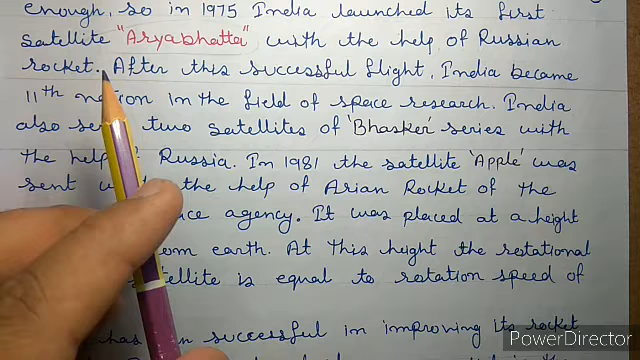 enough, so in 1975 India launched its first
satellite "Aryabhatta" with the help of Russian
rocket. After this successful flight, India became
11th nation in the field of space research. India
also two satellites of 'Bhasker' series with
the help Russia. In 1981 the satellite 'Apple' was
sent the help of Arian Rocket of the
agency. It was placed at a height
from earth. At this height the rotational
satellite is equal to rotation speed of
has successful in improving its rocket
PowerDirector